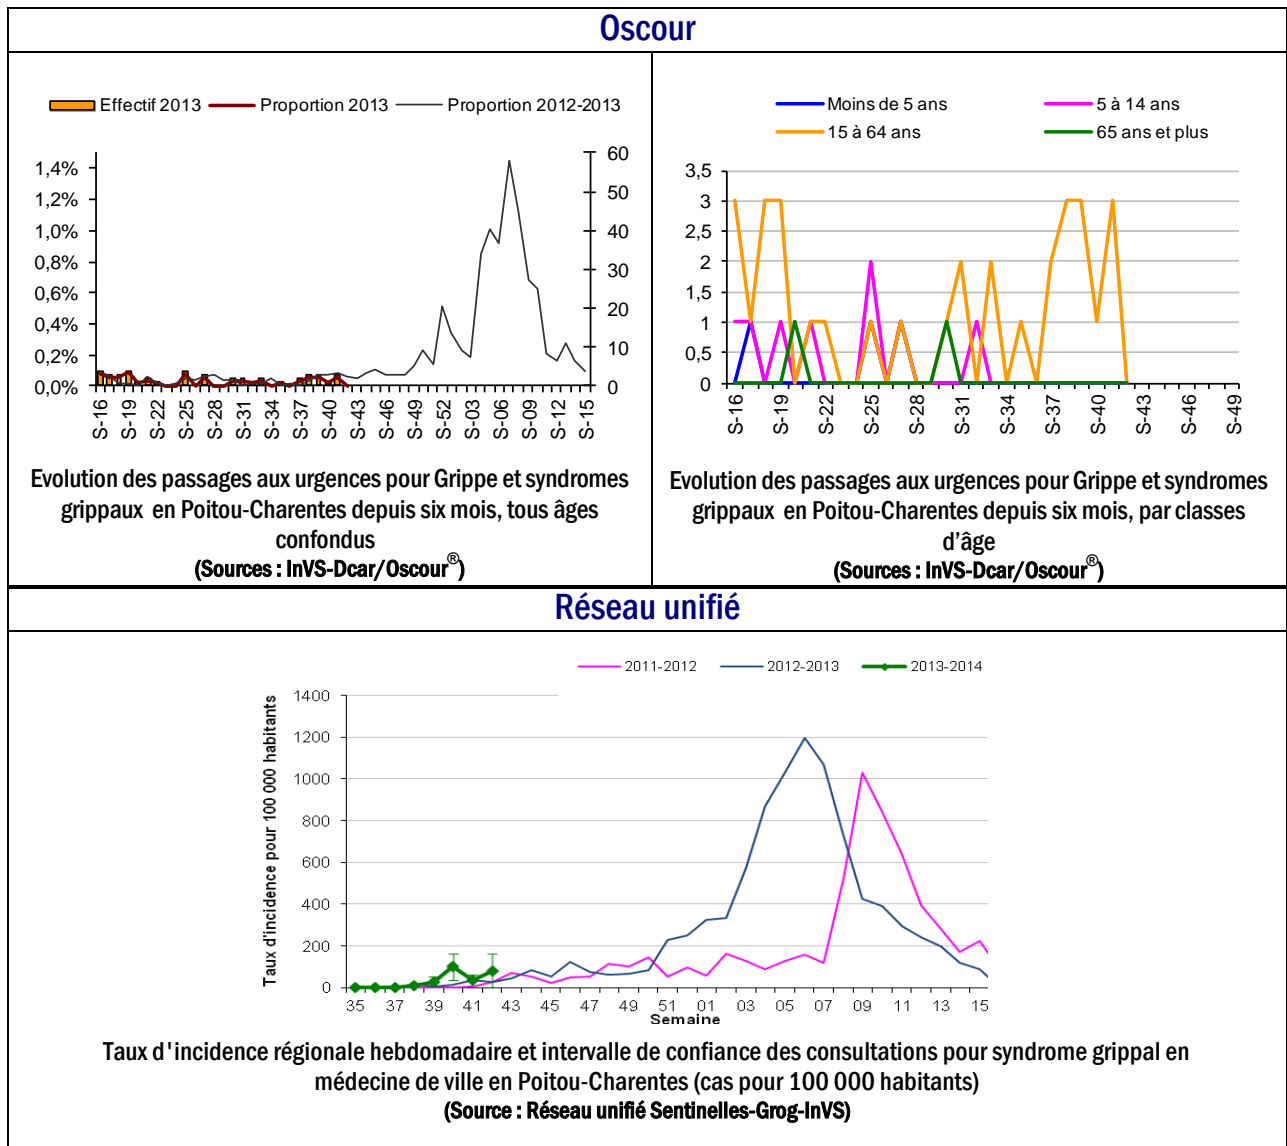 Oscour
Effectif 2013 Proportion 2013 Proportion 2012-2013
1,4%
1,2%
1,0%
0,8%
0,6%
0,4%
0,2%
0,0%
60
50
40
30
20
10
0
S-16 S-19 S-22 S-25 S-28 S-31 S-34 S-37 S-40 S-43 S-46 S-49 S-52 S-03 S-06 S-09 S-12 S-15
Evolution des passages aux urgences pour Grippe et syndromes
grippaux en Poitou-Charentes depuis six mois, tous âges
confondus
(Sources : InVS-Dcar/Oscour®)
Moins de 5 ans 5 à 14 ans
15 à 64 ans 65 ans et plus
3,5
3
2,5
2
1,5
1
0,5
0
S-16 S-19 S-22 S-25 S-28 S-31 S-34 S-37 S-40 S-43 S-46 S-49
Evolution des passages aux urgences pour Grippe et syndromes
grippaux en Poitou-Charentes depuis six mois, par classes
d’âge
(Sources : InVS-Dcar/Oscour®)
Réseau unifié
2011-2012 2012-2013 2013-2014
Taux d'incidence pour 100 000 habitants
1400
1200
1000
800
600
400
200
0
35 37 39 41 43 45 47 49 51 01 03 05 07 09 11 13 15
Semaine
Taux d'incidence régionale hebdomadaire et intervalle de confiance des consultations pour syndrome grippal en
médecine de ville en Poitou-Charentes (cas pour 100 000 habitants)
(Source : Réseau unifié Sentinelles-Grog-InVS)